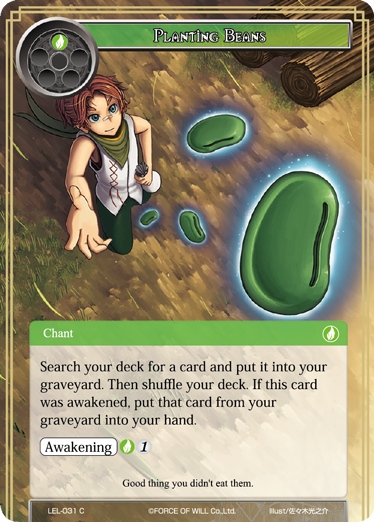 Planting Beans
Chant
Search your deck for a card and put it into your
graveyard. Then shuffle your deck. If this card
was awakened, put that card from your
graveyard into your hand.
Awakening 1
Good thing you didn't eat them.
LEL-031 C ©FORCE OF WILL Co.,Ltd. Illust/佐々木光之介